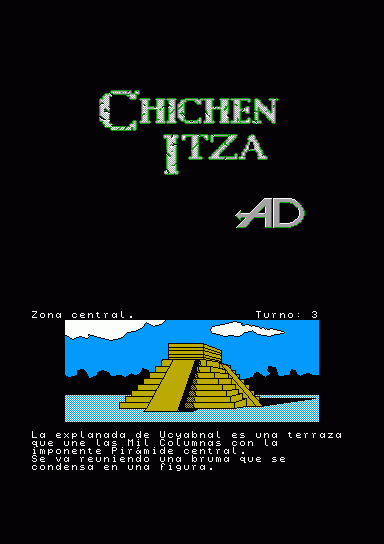 CHICHEN
ITZA
AD
Zona central. Turno: 3
La explanada de Ucyabnal es una terraza
que une las Mil Columnas con la
imponente Pirámide central.
Se va reuniendo una bruma que se
condensa en una figura.